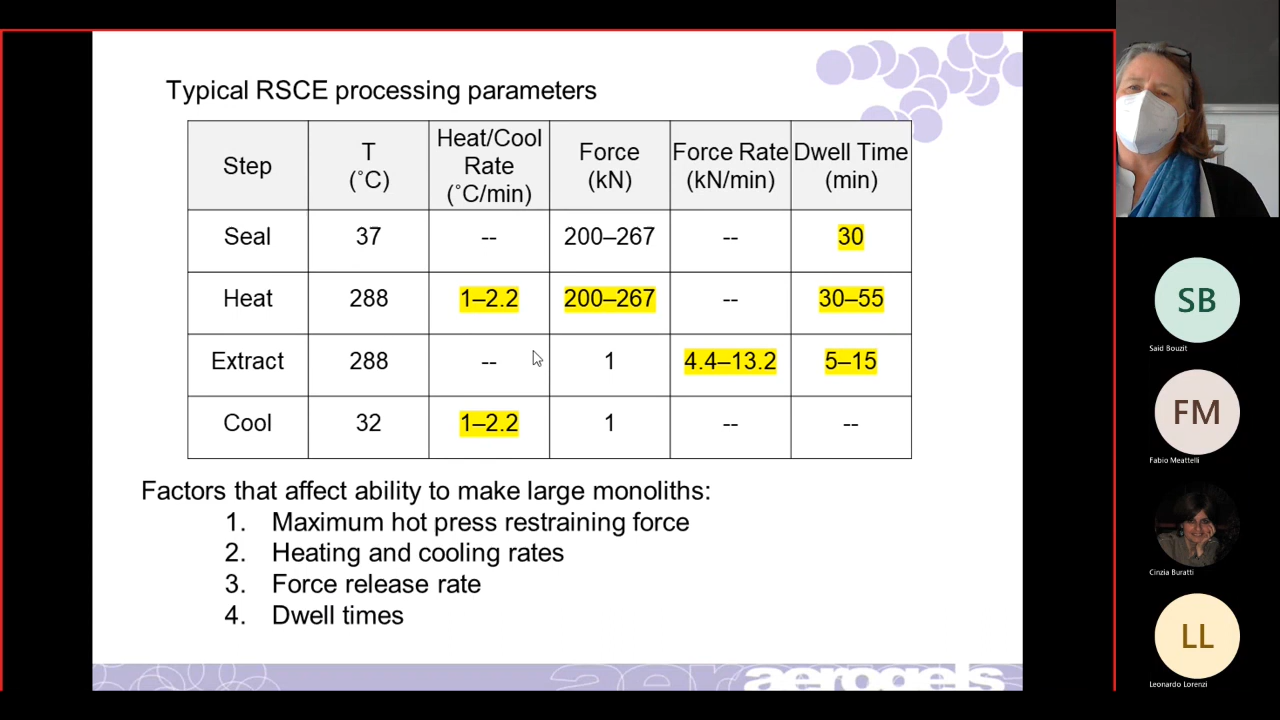 Typical RSCE processing parameters
Step
T
(˚C)
Heat/Cool
Rate
(˚C/min)
Force
(kN)
Force Rate
(kN/min)
Dwell Time
(min)
Seal 37 -- 200–267 -- 30
Heat 288 1–2.2 200–267 -- 30–55
Extract 288 -- 1 4.4–13.2 5–15
Cool 32 1–2.2 1 -- --
Factors that affect ability to make large monoliths:
1. Maximum hot press restraining force
2. Heating and cooling rates
3. Force release rate
4. Dwell times
aerogels
SB
Said Bouzit
FM
Fabio Meattelli
Cinzia Buratti
LL
Leonardo Lorenzi